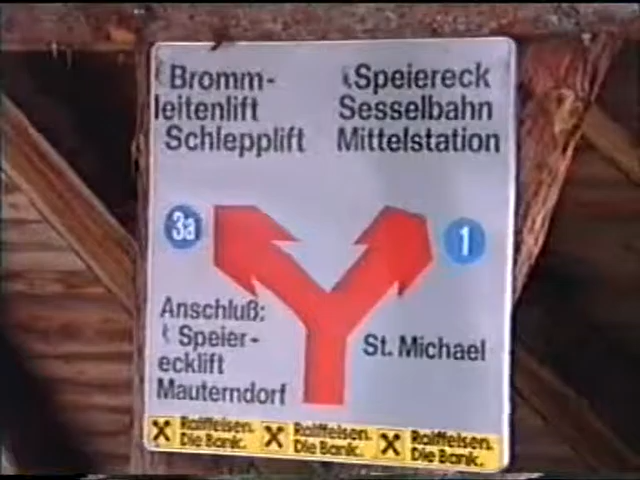 Bromm-
leitenlift
Schlepplift
Speiereck
Sesselbahn
Mittelstation
3a
1
Anschluß:
Speier-
ecklift
Mauterndorf
St. Michael
Raiffeisen.
Die Bank.
Raiffeisen.
Die Bank.
Raiffeisen.
Die Bank.